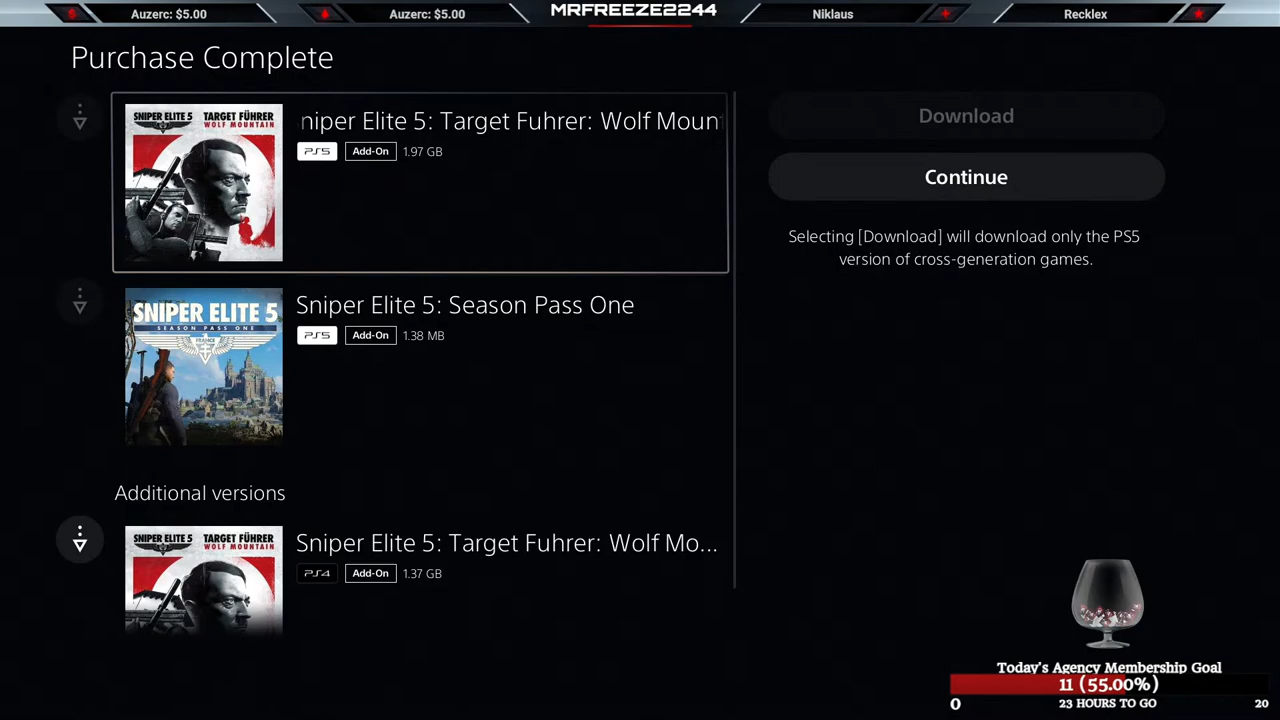 Auzerc: $5.00
Auzerc: $5.00
MRFREEZE2244
Niklaus
Recklex
Purchase Complete
SNIPER ELITE 5 TARGET FÜHRER
WOLF MOUNTAIN
niper Elite 5: Target Fuhrer: Wolf Moun
PS5 Add-On 1.97 GB
Download
Continue
Selecting [Download] will download only the PS5
version of cross-generation games.
SNIPER ELITE 5
SEASON PASS ONE
FRANCE
Sniper Elite 5: Season Pass One
PS5 Add-On 1.38 MB
Additional versions
SNIPER ELITE 5 TARGET FÜHRER
WOLF MOUNTAIN
Sniper Elite 5: Target Fuhrer: Wolf Mo...
PS4 Add-On 1.37 GB
Today's Agency Membership Goal
11 (55.00%)
0 23 HOURS TO GO 20